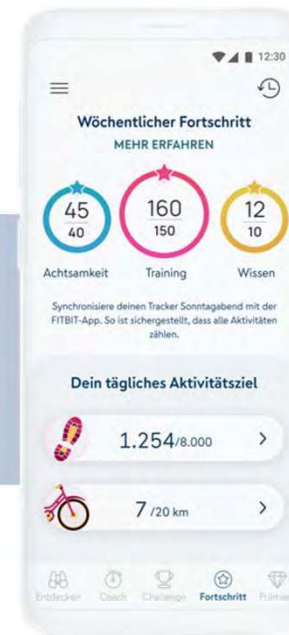 12:30
Wöchentlicher Fortschritt
MEHR ERFAHREN
45
40
160
150
12
10
Achtsamkeit
Training
Wissen
Synchronisiere deinen Tracker Sonntagabend mit der
FITBIT-App. So ist sichergestellt, dass alle Aktivitäten
zählen.
Dein tägliches Aktivitätsziel
1.254/8.000
7 /20 km
Entdecken Coach Challenge Fortschritt